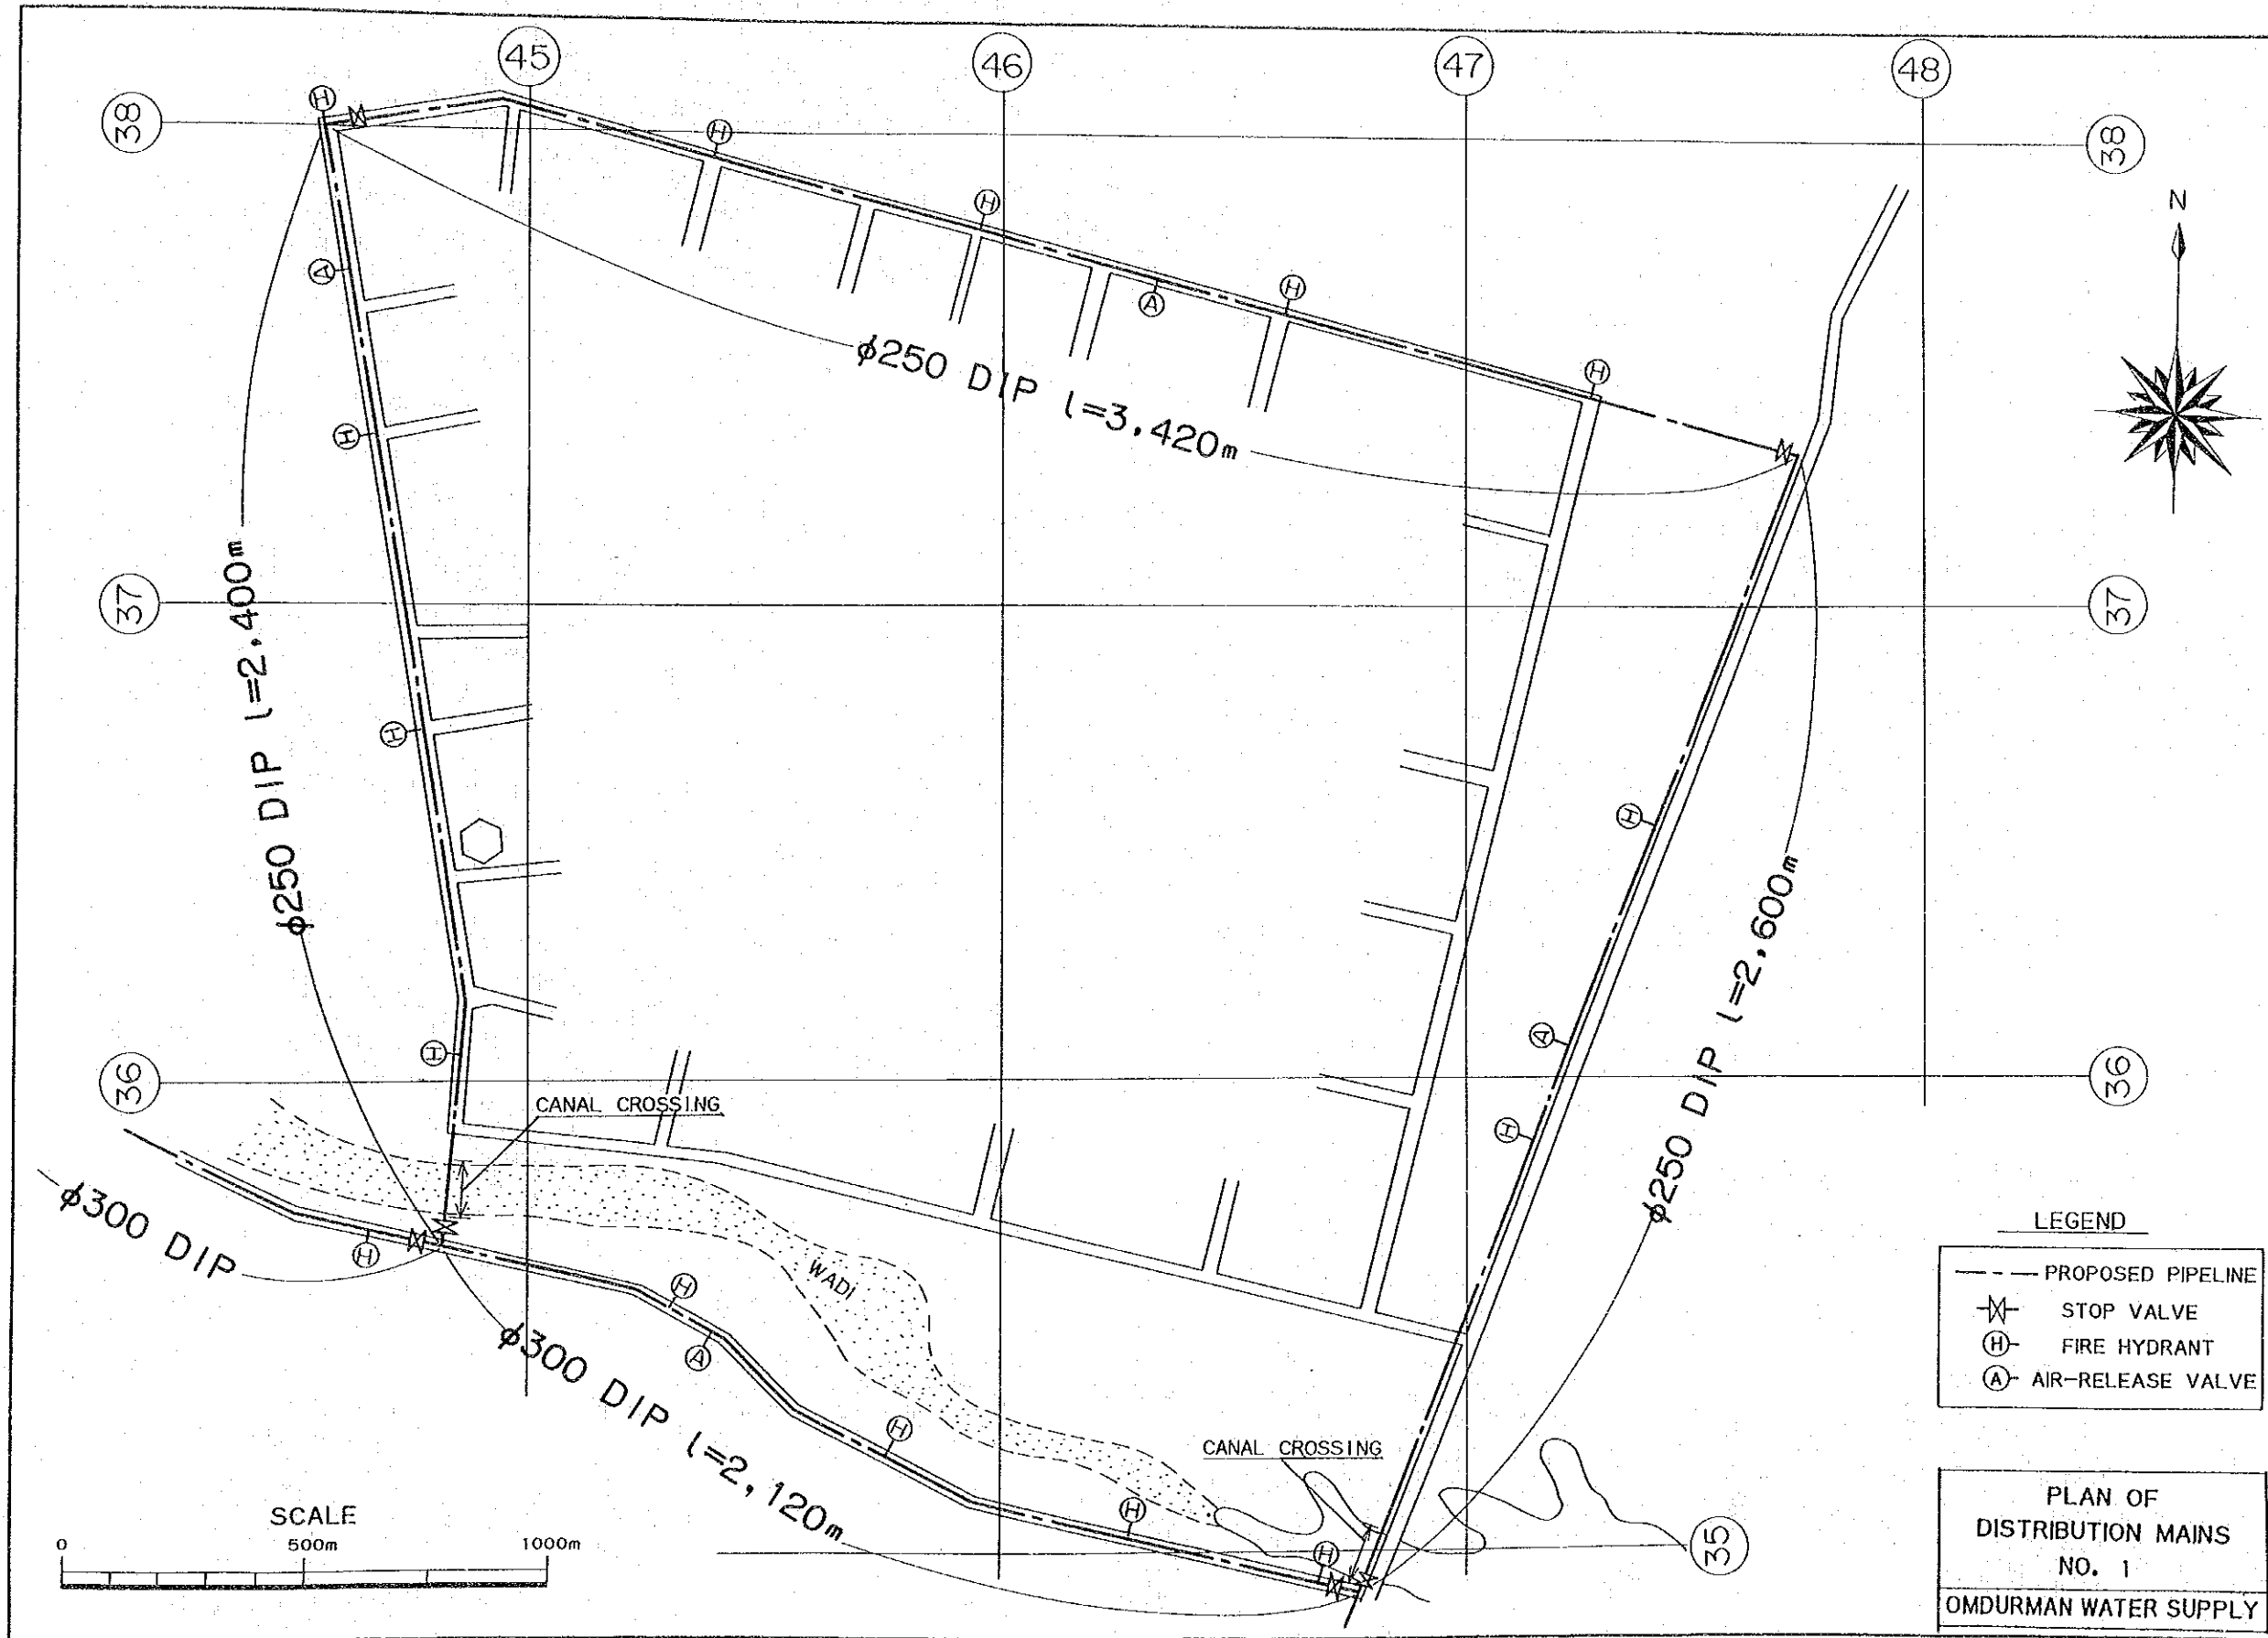 45
46
47
48
38
38
H
H
H
H
H
A
A
N
φ250 DIP l=3,420m
φ250 DIP l=2,400m
H
37
37
H
H
A
φ250 DIP l=2,600m
H
36
36
H
CANAL CROSSING
φ300 DIP
H
WADI
H
A
φ300 DIP l=2,120m
H
H
H
CANAL CROSSING
35
LEGEND
PROPOSED PIPELINE
STOP VALVE
H FIRE HYDRANT
A AIR-RELEASE VALVE
SCALE
0 500m 1000m
PLAN OF
DISTRIBUTION MAINS
NO. 1
OMDURMAN WATER SUPPLY